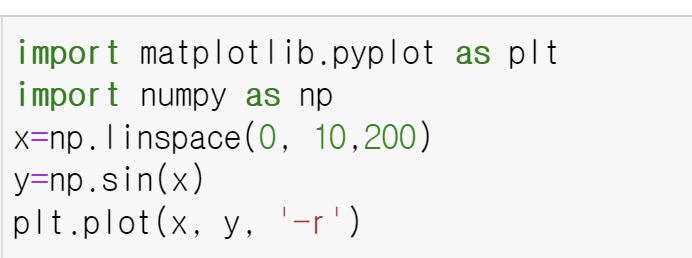 import matplotlib.pyplot as plt
import numpy as np
x=np.linspace(0, 10,200)
y=np.sin(x)
plt.plot(x, y, '-r')